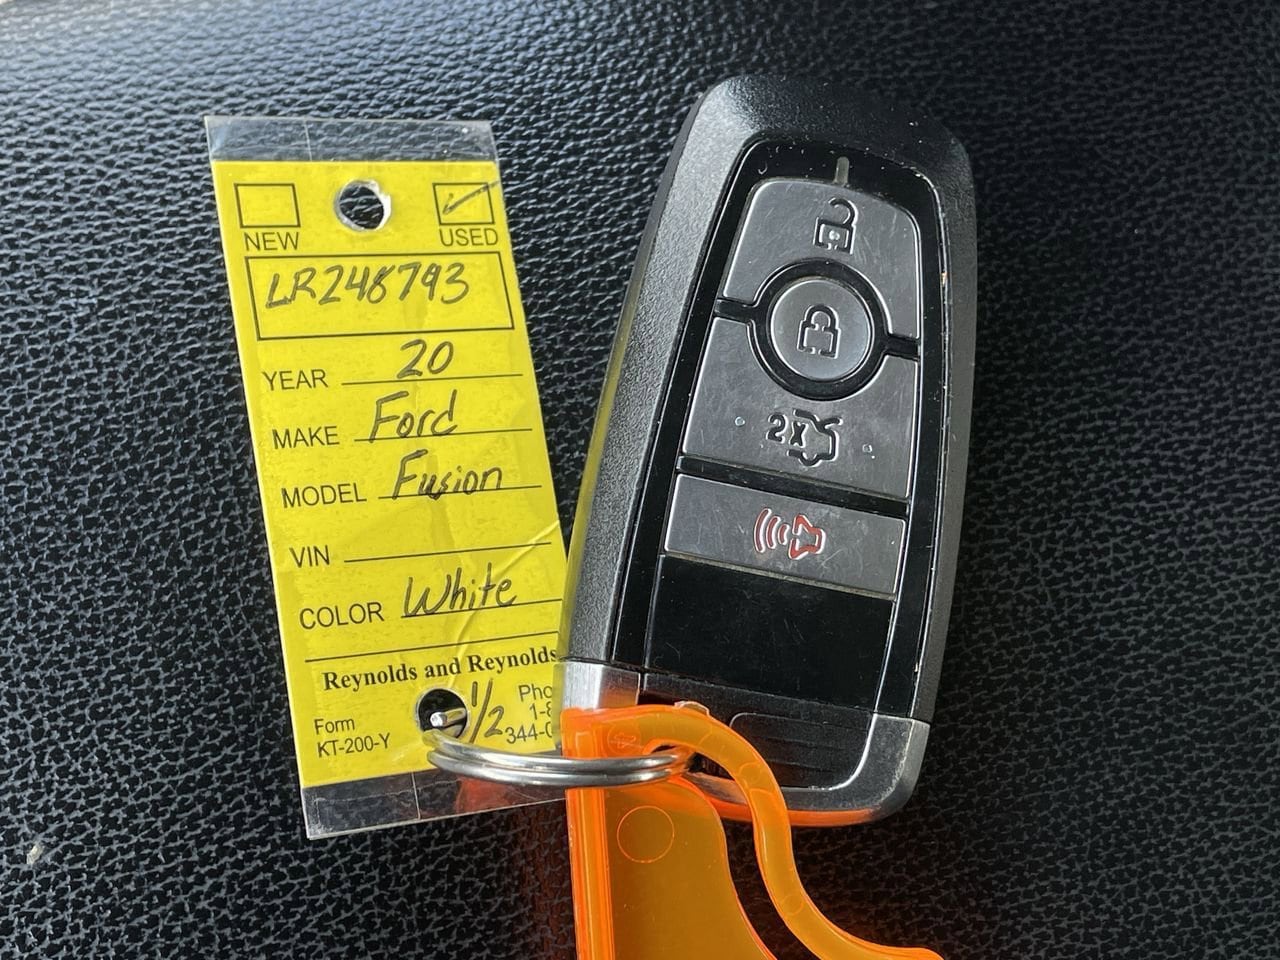 NEW USED
LR248793
YEAR 20
MAKE Ford
MODEL Fusion
VIN
COLOR White
Reynolds and Reynolds
1/2
Form
KT-200-Y
Pho
1-8
344-0
2X